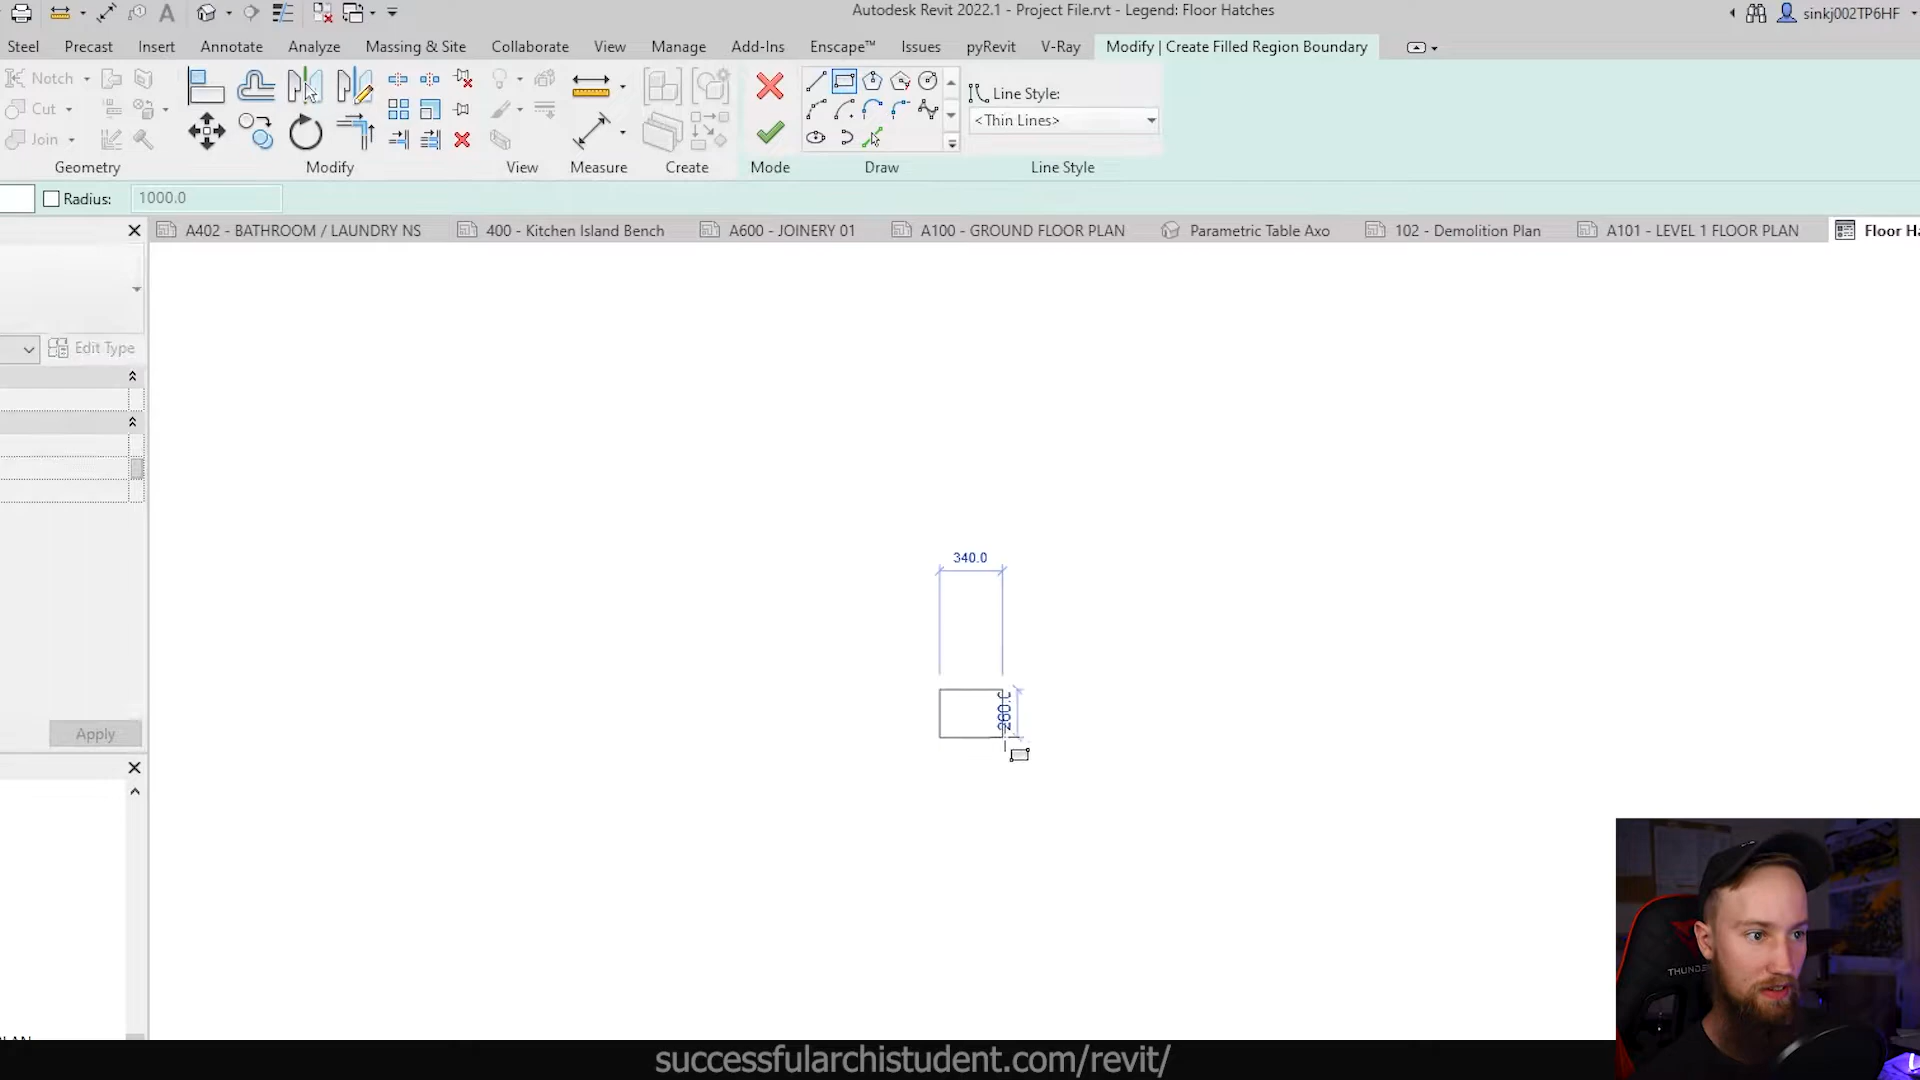 Autodesk Revit 2022.1 - Project File.rvt - Legend: Floor Hatches
sinkj002TP6HF
Steel Precast Insert Annotate Analyze Massing & Site Collaborate View Manage Add-Ins Enscape™ Issues pyRevit V-Ray Modify | Create Filled Region Boundary
Notch
Cut
Join
Line Style:
<Thin Lines>
Geometry Modify View Measure Create Mode Draw Line Style
Radius: 1000.0
A402 - BATHROOM / LAUNDRY NS 400 - Kitchen Island Bench A600 - JOINERY 01 A100 - GROUND FLOOR PLAN Parametric Table Axo 102 - Demolition Plan A101 - LEVEL 1 FLOOR PLAN Floor Ha
Edit Type
340.0
260.0
Apply
THUNDE
successfularchistudent.com/revit/